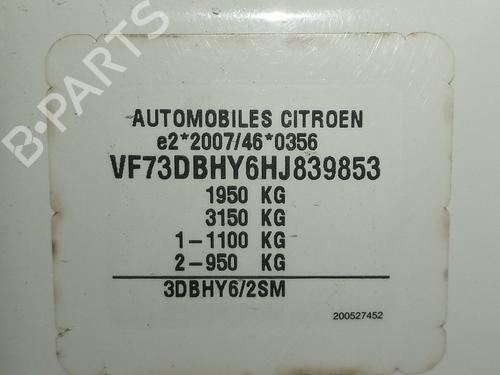 B-PARTS
AUTOMOBILES CITROEN
e2*2007/46*0356
VF73DBHY6HJ839853
1950 KG
3150 KG
1-1100 KG
2-950 KG
3DBHY6/2SM
200527452